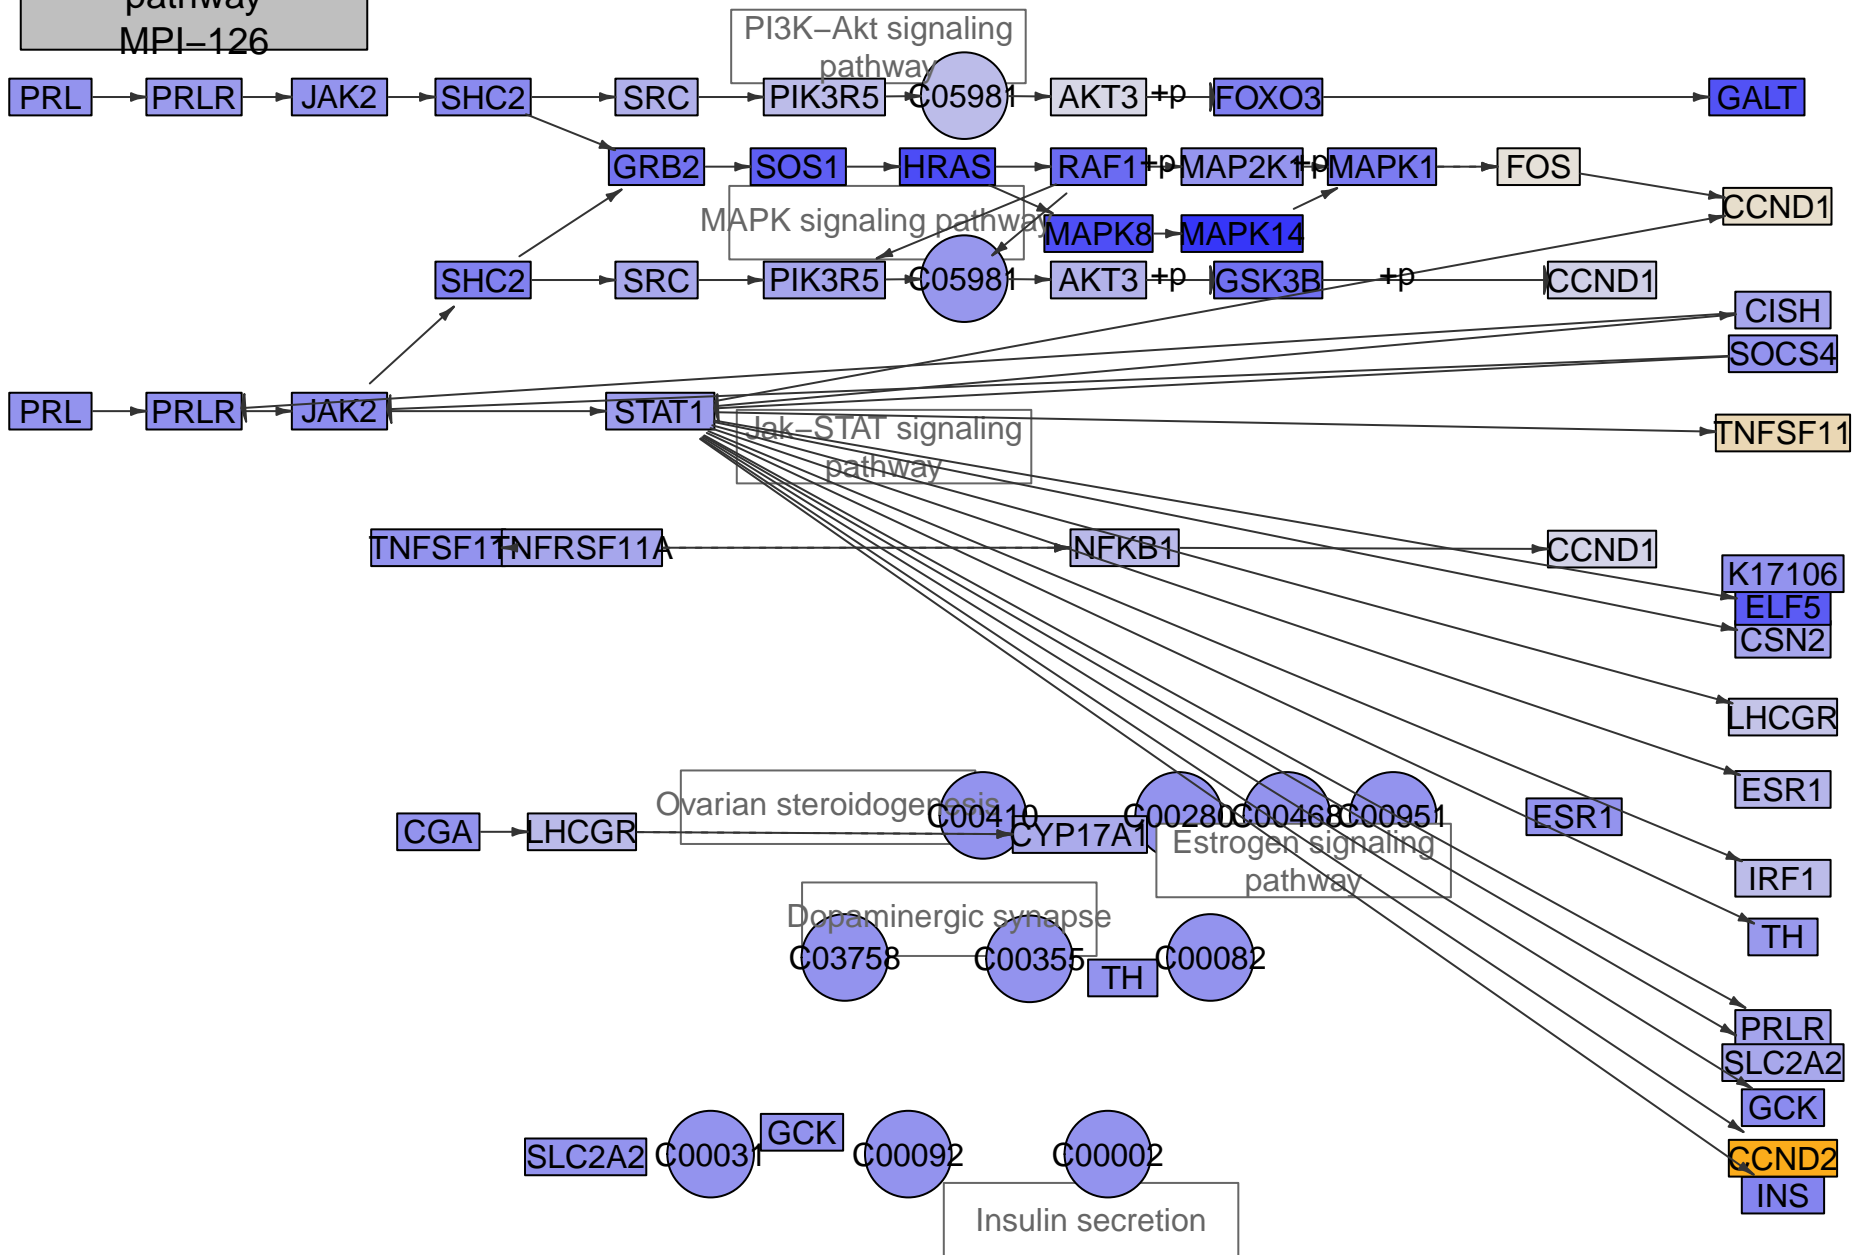 pathway
MPI−126
PI3K−Akt signaling
pathway
PRL
PRLR
JAK2
SHC2
SRC
PIK3R5
C05981
AKT3
+p
FOXO3
GALT
GRB2
SOS1
HRAS
RAF1
+p
MAP2K1
+p
MAPK1
FOS
CCND1
MAPK signaling pathway
MAPK8
MAPK14
SHC2
SRC
PIK3R5
C05981
AKT3
+p
GSK3B
+p
CCND1
CISH
SOCS4
PRL
PRLR
JAK2
STAT1
Jak−STAT signaling
pathway
TNFSF11
TNFSF11
TNFRSF11A
NFKB1
CCND1
K17106
ELF5
CSN2
LHCGR
ESR1
Ovarian steroidogenesis
C00410
C00280
C00468
C00951
ESR1
CGA
LHCGR
CYP17A1
Estrogen signaling
pathway
IRF1
Dopaminergic synapse
TH
C03758
C00355
TH
C00082
PRLR
SLC2A2
GCK
SLC2A2
C00031
GCK
C00092
C00002
CCND2
INS
Insulin secretion